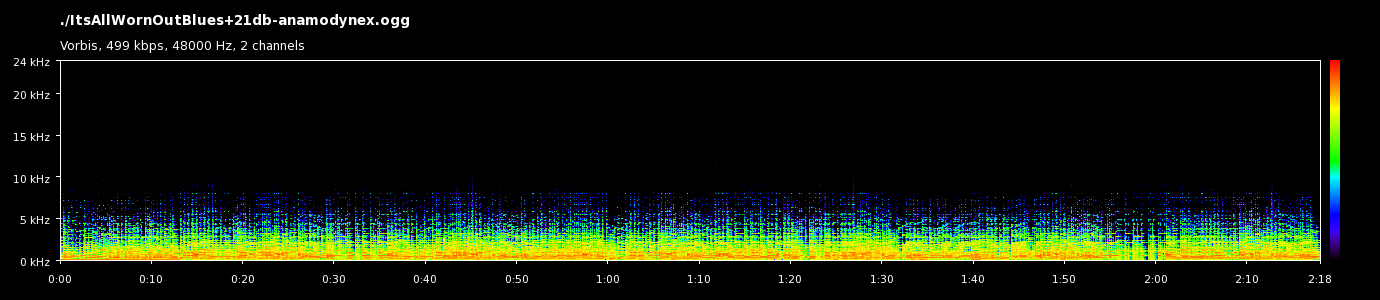 ./ItsAllWornOutBlues+21db-anamodynex.ogg
Vorbis, 499 kbps, 48000 Hz, 2 channels
24 kHz
20 kHz
15 kHz
10 kHz
5 kHz
0 kHz
0:00 0:10 0:20 0:30 0:40 0:50 1:00 1:10 1:20 1:30 1:40 1:50 2:00 2:10 2:18